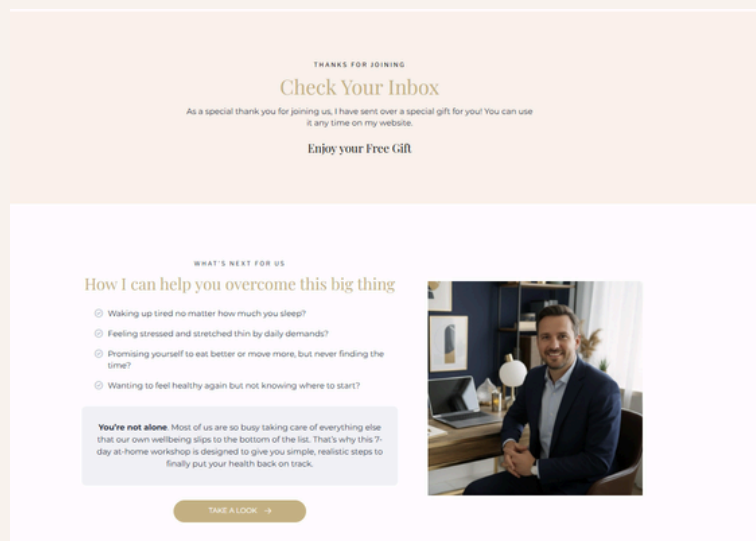 THANKS FOR JOINING
Check Your Inbox
As a special thank you for joining us, I have sent over a special gift for you! You can use
it any time on my website.
Enjoy your Free Gift
WHAT'S NEXT FOR US
How I can help you overcome this big thing
Waking up tired no matter how much you sleep?
Feeling stressed and stretched thin by daily demands?
Promising yourself to eat better or move more, but never finding the
time?
Wanting to feel healthy again but not knowing where to start?
You're not alone. Most of us are so busy taking care of everything else
that our own wellbeing slips to the bottom of the list. That's why this 7-
day at-home workshop is designed to give you simple, realistic steps to
finally put your health back on track.
TAKE A LOOK →